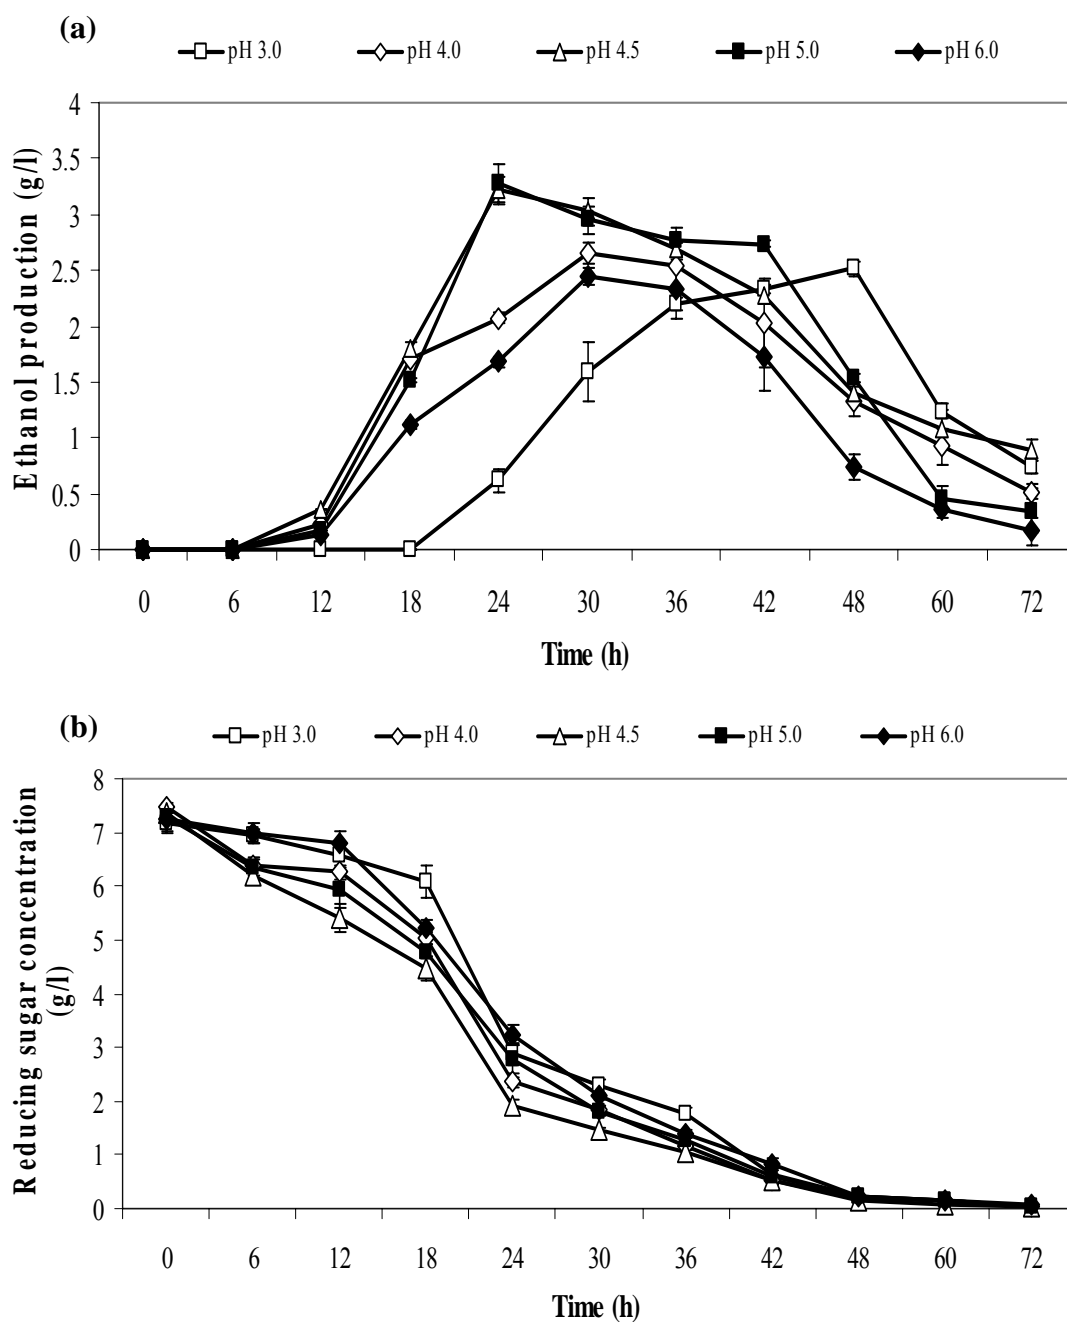 (a)
pH 3.0 pH 4.0 pH 4.5 pH 5.0 pH 6.0
4
3.5
3
2.5
2
1.5
1
0.5
0
Ethanol production (g/l)
0 6 12 18 24 30 36 42 48 60 72
Time (h)
(b)
pH 3.0 pH 4.0 pH 4.5 pH 5.0 pH 6.0
8
7
6
5
4
3
2
1
0
Reducing sugar concentration
(g/l)
0 6 12 18 24 30 36 42 48 60 72
Time (h)